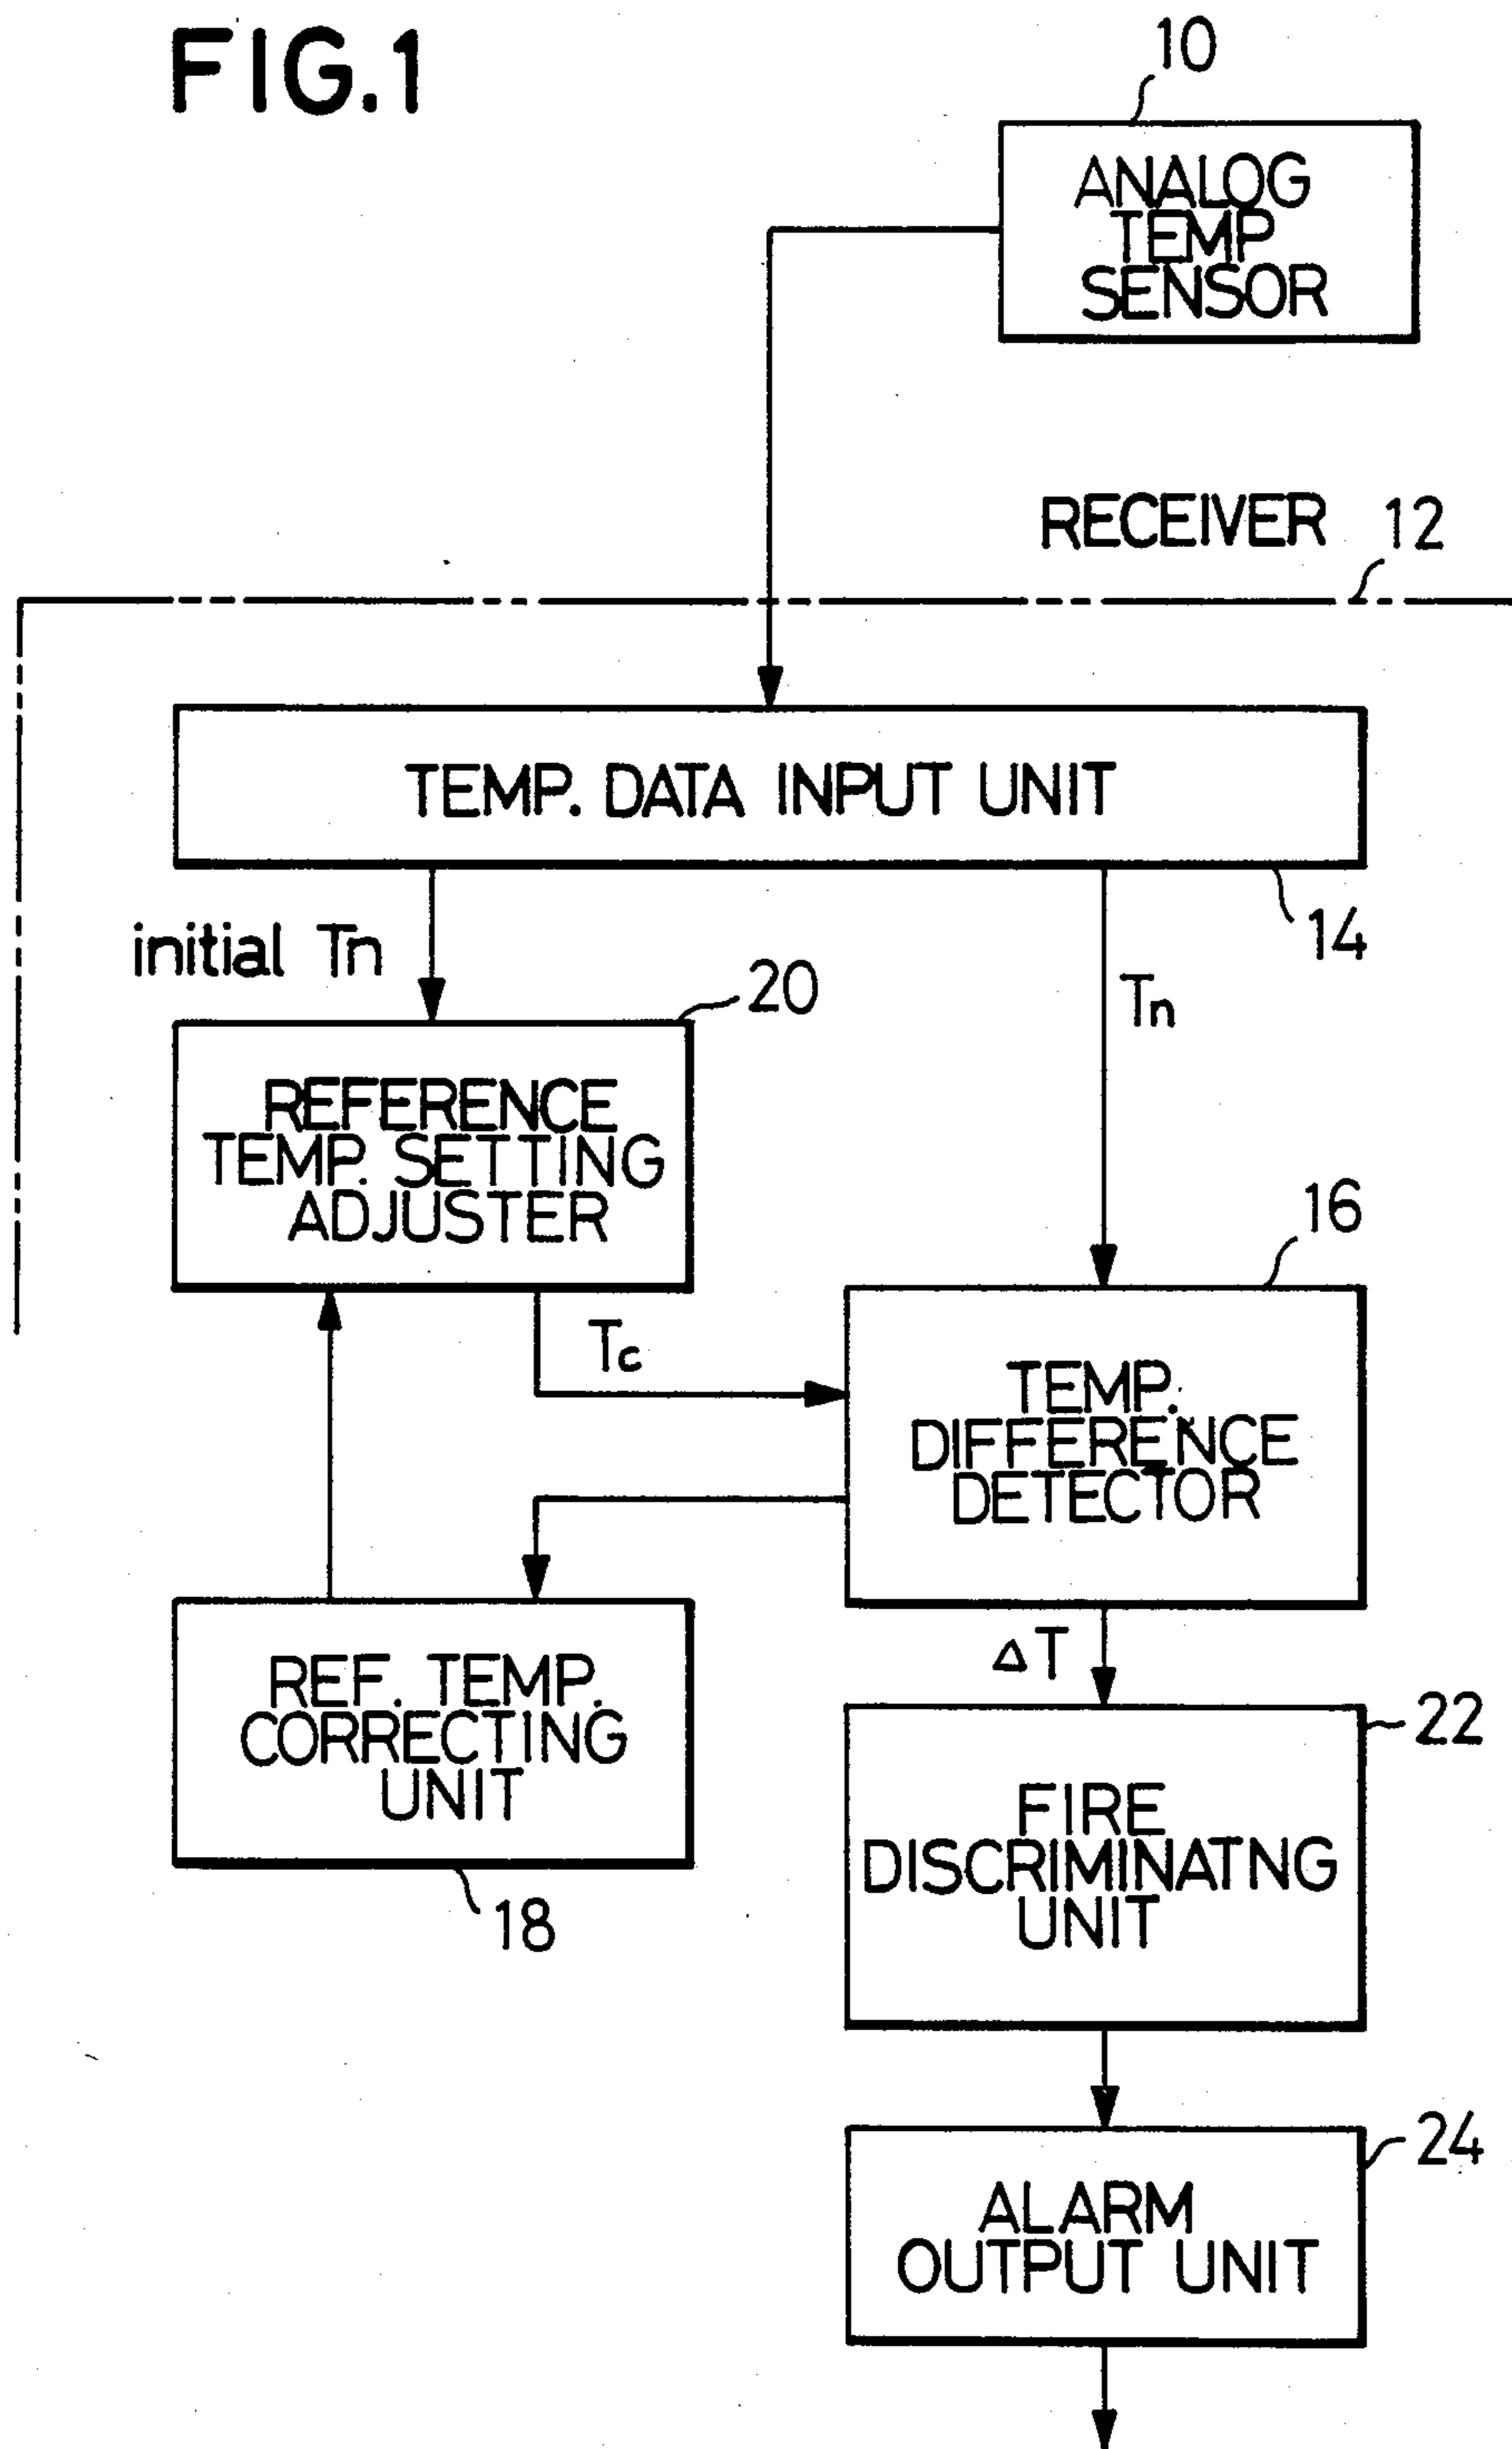 FIG.1
10
ANALOG
TEMP
SENSOR
RECEIVER
12
TEMP. DATA INPUT UNIT
14
initial Tn
Tn
20
REFERENCE
TEMP. SETTING
ADJUSTER
16
Tc
TEMP.
DIFFERENCE
DETECTOR
REF. TEMP.
CORRECTING
UNIT
18
ΔT
22
FIRE
DISCRIMINATNG
UNIT
24
ALARM
OUTPUT UNIT